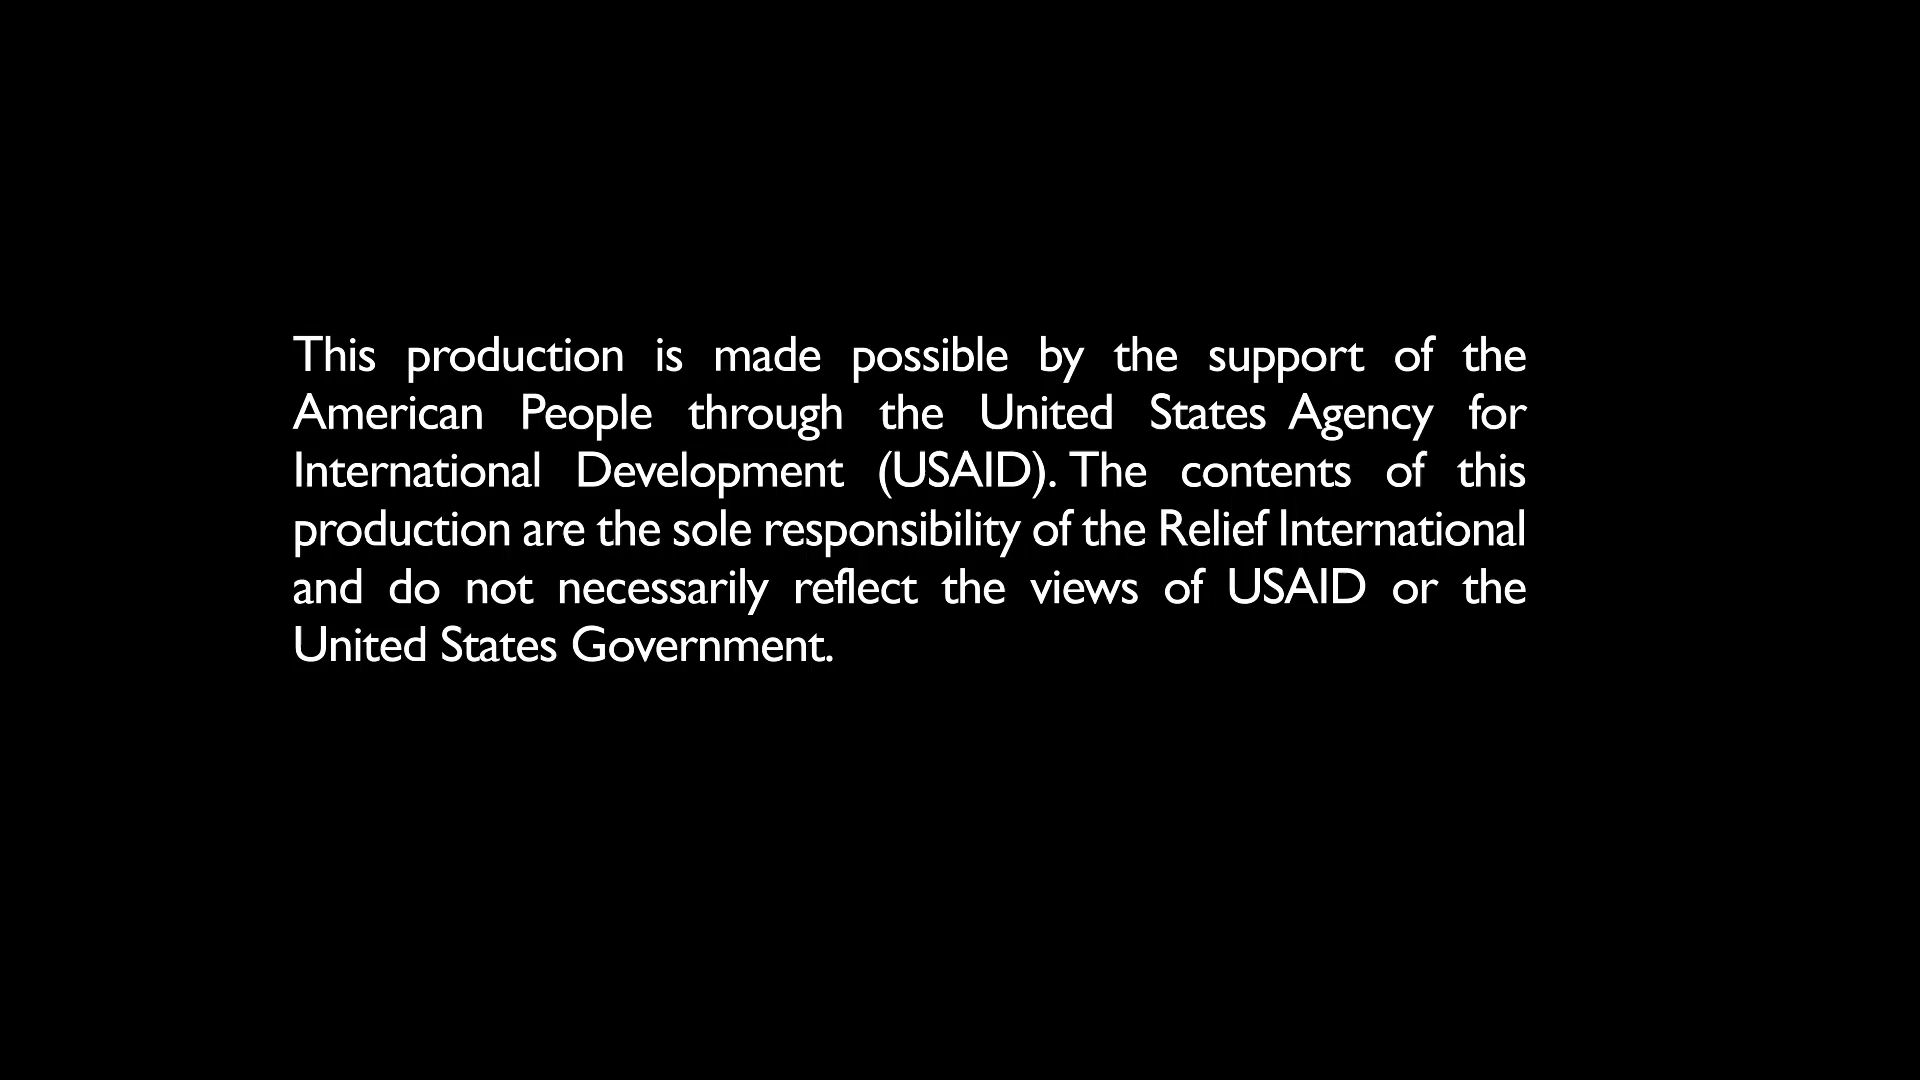 This production is made possible by the support of the
American People through the United States Agency for
International Development (USAID). The contents of this
production are the sole responsibility of the Relief International
and do not necessarily reflect the views of USAID or the
United States Government.